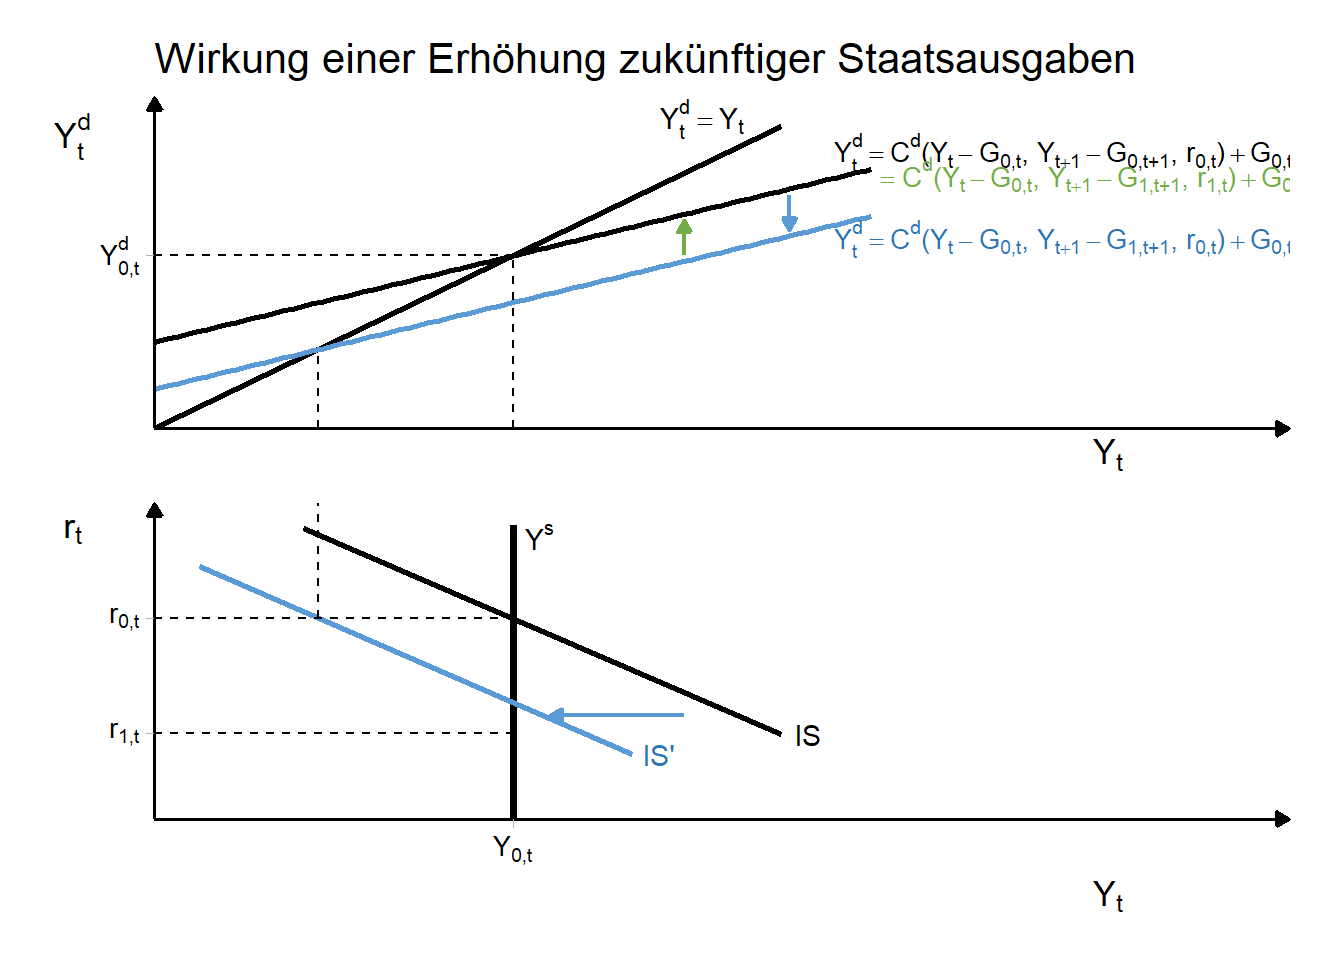 Wirkung einer Erhöhung zukünftiger Staatsausgaben
Y_t^d
Y_t^d = Y_t
Y_t^d = C^d(Y_t − G_{0,t}, Y_{t+1} − G_{0,t+1}, r_{0,t}) + G_{0,t
= C^d(Y_t − G_{0,t}, Y_{t+1} − G_{1,t+1}, r_{1,t}) + G_0
Y_t^d = C^d(Y_t − G_{0,t}, Y_{t+1} − G_{1,t+1}, r_{0,t}) + G_{0,t
Y_{0,t}^d
Y_t
r_t
Y^s
r_{0,t}
r_{1,t}
IS
IS'
Y_{0,t}
Y_t